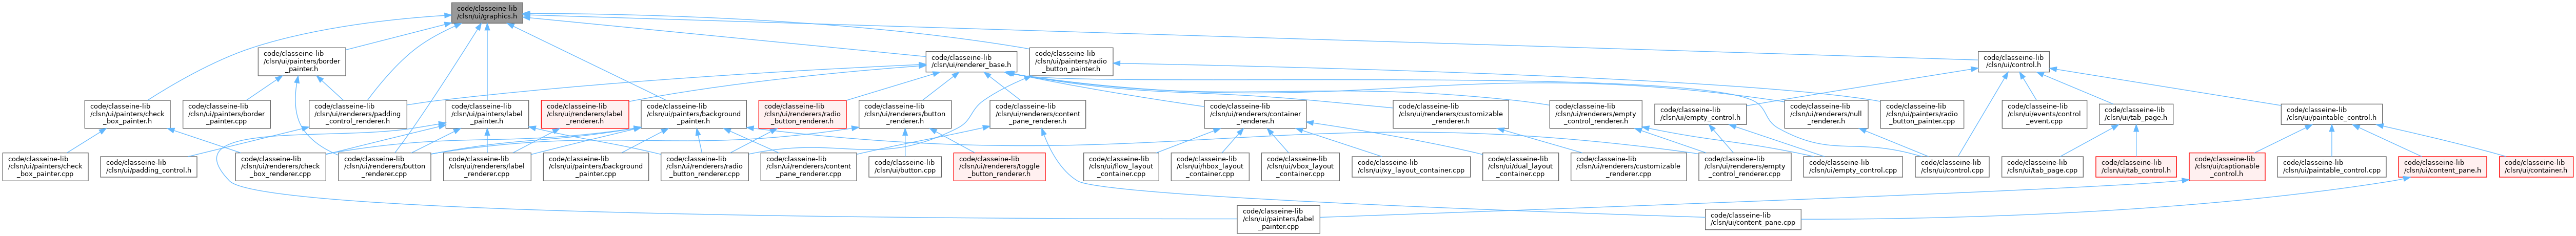 code/classeine-lib
/clsn/ui/graphics.h
code/classeine-lib
/clsn/ui/painters/border
_painter.h
code/classeine-lib
/clsn/ui/renderer_base.h
code/classeine-lib
/clsn/ui/painters/radio
_button_painter.h
code/classeine-lib
/clsn/ui/control.h
code/classeine-lib
/clsn/ui/painters/check
_box_painter.h
code/classeine-lib
/clsn/ui/painters/border
_painter.cpp
code/classeine-lib
/clsn/ui/renderers/padding
_control_renderer.h
code/classeine-lib
/clsn/ui/painters/label
_painter.h
code/classeine-lib
/clsn/ui/renderers/label
_renderer.h
code/classeine-lib
/clsn/ui/painters/background
_painter.h
code/classeine-lib
/clsn/ui/renderers/radio
_button_renderer.h
code/classeine-lib
/clsn/ui/renderers/button
_renderer.h
code/classeine-lib
/clsn/ui/renderers/content
_pane_renderer.h
code/classeine-lib
/clsn/ui/renderers/container
_renderer.h
code/classeine-lib
/clsn/ui/renderers/customizable
_renderer.h
code/classeine-lib
/clsn/ui/renderers/empty
_control_renderer.h
code/classeine-lib
/clsn/ui/empty_control.h
code/classeine-lib
/clsn/ui/renderers/null
_renderer.h
code/classeine-lib
/clsn/ui/painters/radio
_button_painter.cpp
code/classeine-lib
/clsn/ui/events/control
_event.cpp
code/classeine-lib
/clsn/ui/tab_page.h
code/classeine-lib
/clsn/ui/paintable_control.h
code/classeine-lib
/clsn/ui/painters/check
_box_painter.cpp
code/classeine-lib
/clsn/ui/padding_control.h
code/classeine-lib
/clsn/ui/renderers/check
_box_renderer.cpp
code/classeine-lib
/clsn/ui/renderers/button
_renderer.cpp
code/classeine-lib
/clsn/ui/renderers/label
_renderer.cpp
code/classeine-lib
/clsn/ui/painters/background
_painter.cpp
code/classeine-lib
/clsn/ui/renderers/radio
_button_renderer.cpp
code/classeine-lib
/clsn/ui/renderers/content
_pane_renderer.cpp
code/classeine-lib
/clsn/ui/button.cpp
code/classeine-lib
/clsn/ui/renderers/toggle
_button_renderer.h
code/classeine-lib
/clsn/ui/flow_layout
_container.cpp
code/classeine-lib
/clsn/ui/hbox_layout
_container.cpp
code/classeine-lib
/clsn/ui/vbox_layout
_container.cpp
code/classeine-lib
/clsn/ui/xy_layout_container.cpp
code/classeine-lib
/clsn/ui/dual_layout
_container.cpp
code/classeine-lib
/clsn/ui/renderers/customizable
_renderer.cpp
code/classeine-lib
/clsn/ui/renderers/empty
_control_renderer.cpp
code/classeine-lib
/clsn/ui/empty_control.cpp
code/classeine-lib
/clsn/ui/control.cpp
code/classeine-lib
/clsn/ui/tab_page.cpp
code/classeine-lib
/clsn/ui/tab_control.h
code/classeine-lib
/clsn/ui/captionable
_control.h
code/classeine-lib
/clsn/ui/paintable_control.cpp
code/classeine-lib
/clsn/ui/content_pane.h
code/classeine-lib
/clsn/ui/container.h
code/classeine-lib
/clsn/ui/painters/label
_painter.cpp
code/classeine-lib
/clsn/ui/content_pane.cpp